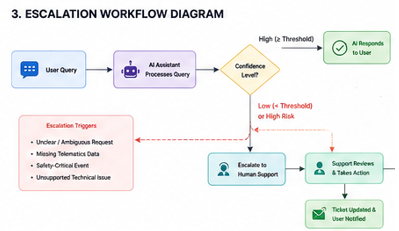 3. ESCALATION WORKFLOW DIAGRAM
High (≥ Threshold)
AI Responds
to User
User Query
AI Assistant
Processes Query
Confidence
Level?
Low (< Threshold)
or High Risk
Escalation Triggers
• Unclear / Ambiguous Request
• Missing Telematics Data
• Safety-Critical Event
• Unsupported Technical Issue
Escalate to
Human Support
Support Reviews
& Takes Action
Ticket Updated &
User Notified